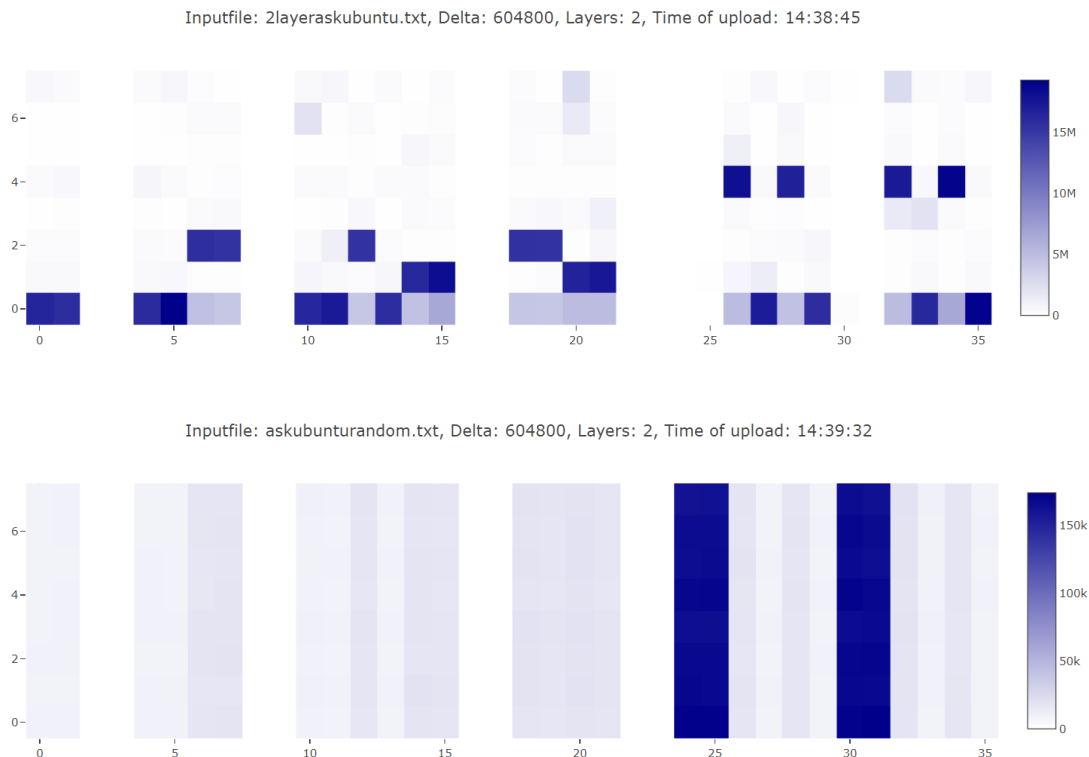 Inputfile: 2layeraskubuntu.txt, Delta: 604800, Layers: 2, Time of upload: 14:38:45
6
4
2
0
0 5 10 15 20 25 30 35
15M
10M
5M
0
Inputfile: askubunturandom.txt, Delta: 604800, Layers: 2, Time of upload: 14:39:32
6
4
2
0
0 5 10 15 20 25 30 35
150k
100k
50k
0